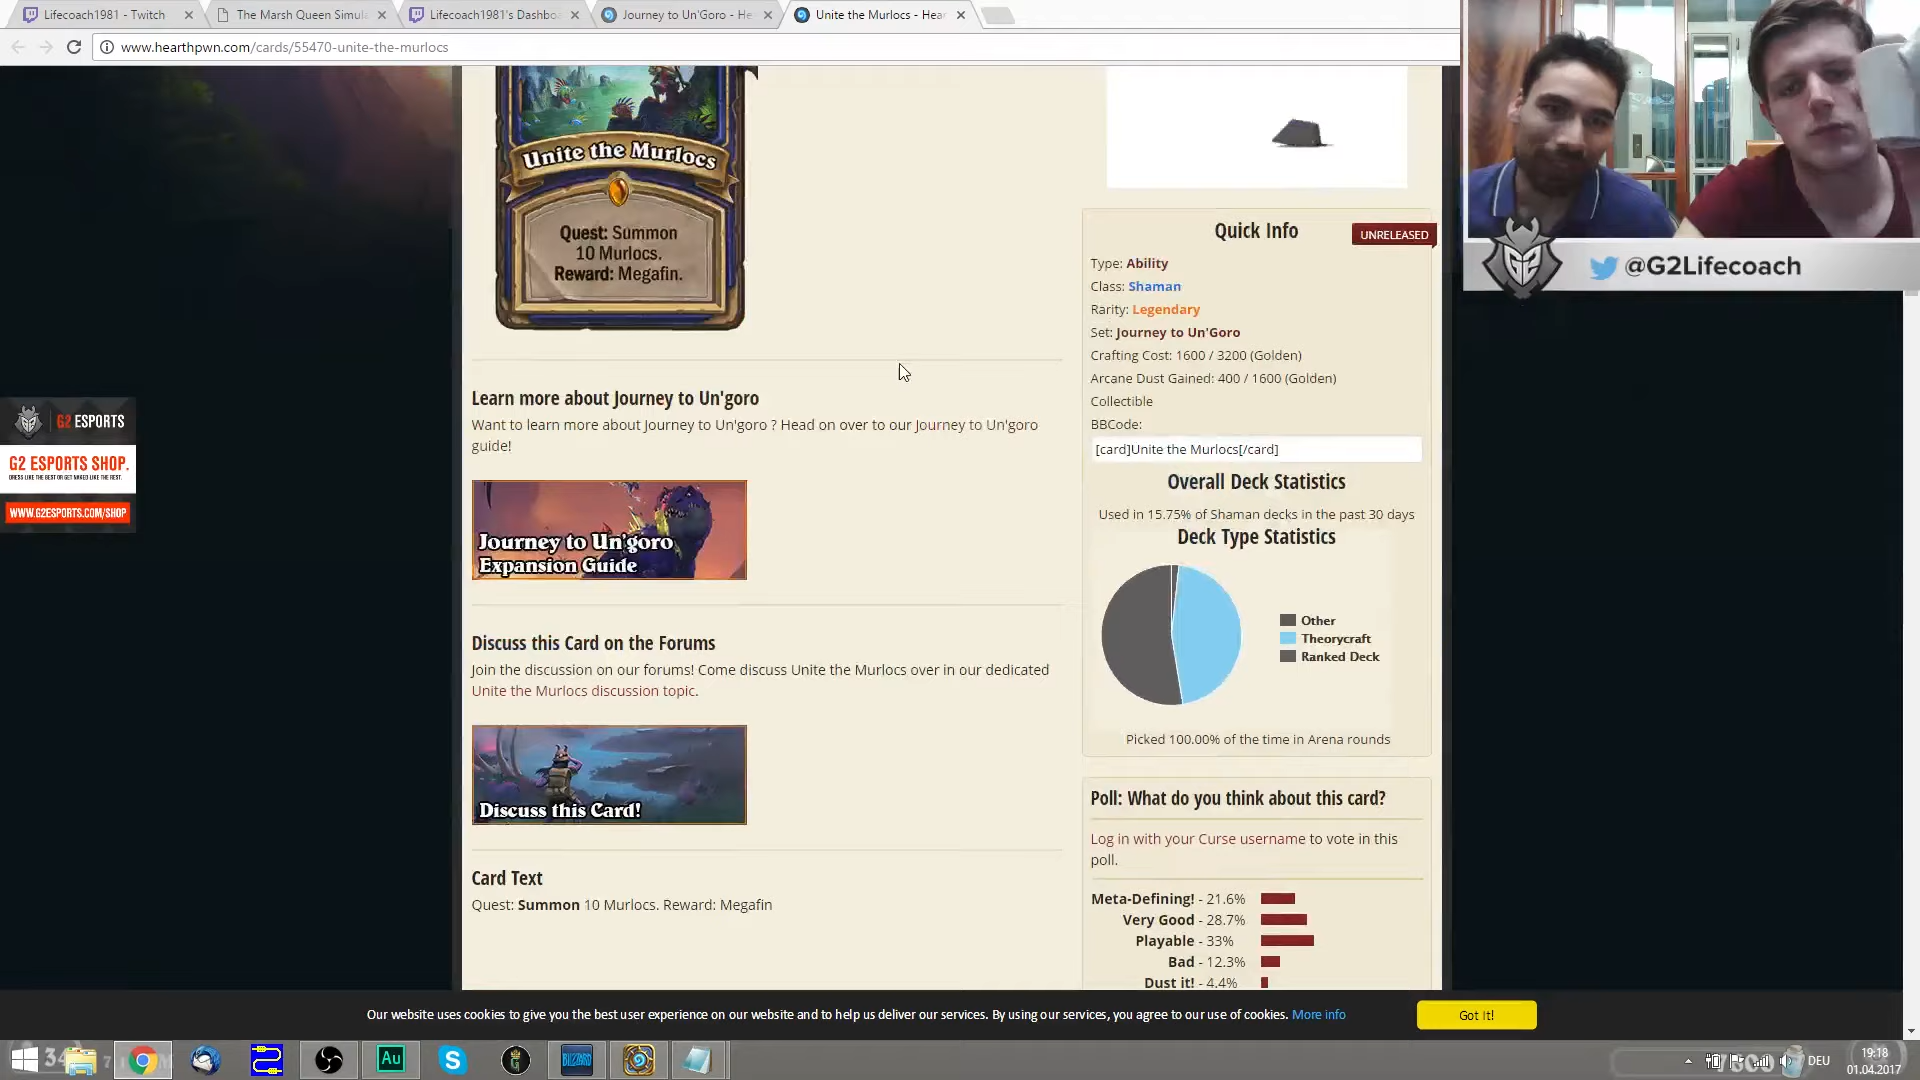 Lifecoach1981 - Twitch
The Marsh Queen Simula
Lifecoach1981's Dashbo
Journey to Un'Goro - He
Unite the Murlocs - Hear
www.hearthpwn.com/cards/55470-unite-the-murlocs
Unite the Murlocs
Quest: Summon
10 Murlocs.
Reward: Megafin.
Learn more about Journey to Un'goro
Want to learn more about Journey to Un'goro ? Head on over to our Journey to Un'goro
guide!
Journey to Un'goro
Expansion Guide
Discuss this Card on the Forums
Join the discussion on our forums! Come discuss Unite the Murlocs over in our dedicated
Unite the Murlocs discussion topic.
Discuss this Card!
Card Text
Quest: Summon 10 Murlocs. Reward: Megafin
Quick Info
UNRELEASED
Type: Ability
Class: Shaman
Rarity: Legendary
Set: Journey to Un'Goro
Crafting Cost: 1600 / 3200 (Golden)
Arcane Dust Gained: 400 / 1600 (Golden)
Collectible
BBCode:
[card]Unite the Murlocs[/card]
Overall Deck Statistics
Used in 15.75% of Shaman decks in the past 30 days
Deck Type Statistics
Other
Theorycraft
Ranked Deck
Picked 100.00% of the time in Arena rounds
Poll: What do you think about this card?
Log in with your Curse username to vote in this
poll.
Meta-Defining! - 21.6%
Very Good - 28.7%
Playable - 33%
Bad - 12.3%
Dust it! - 4.4%
@G2Lifecoach
G2 ESPORTS
G2 ESPORTS SHOP.
DRESS LIKE THE BEST OR GET NAKED LIKE THE REST.
WWW.G2ESPORTS.COM/SHOP
Our website uses cookies to give you the best user experience on our website and to help us deliver our services. By using our services, you agree to our use of cookies. More info
Got It!
Au
BLIZZARD
DEU
19:18
01.04.2017